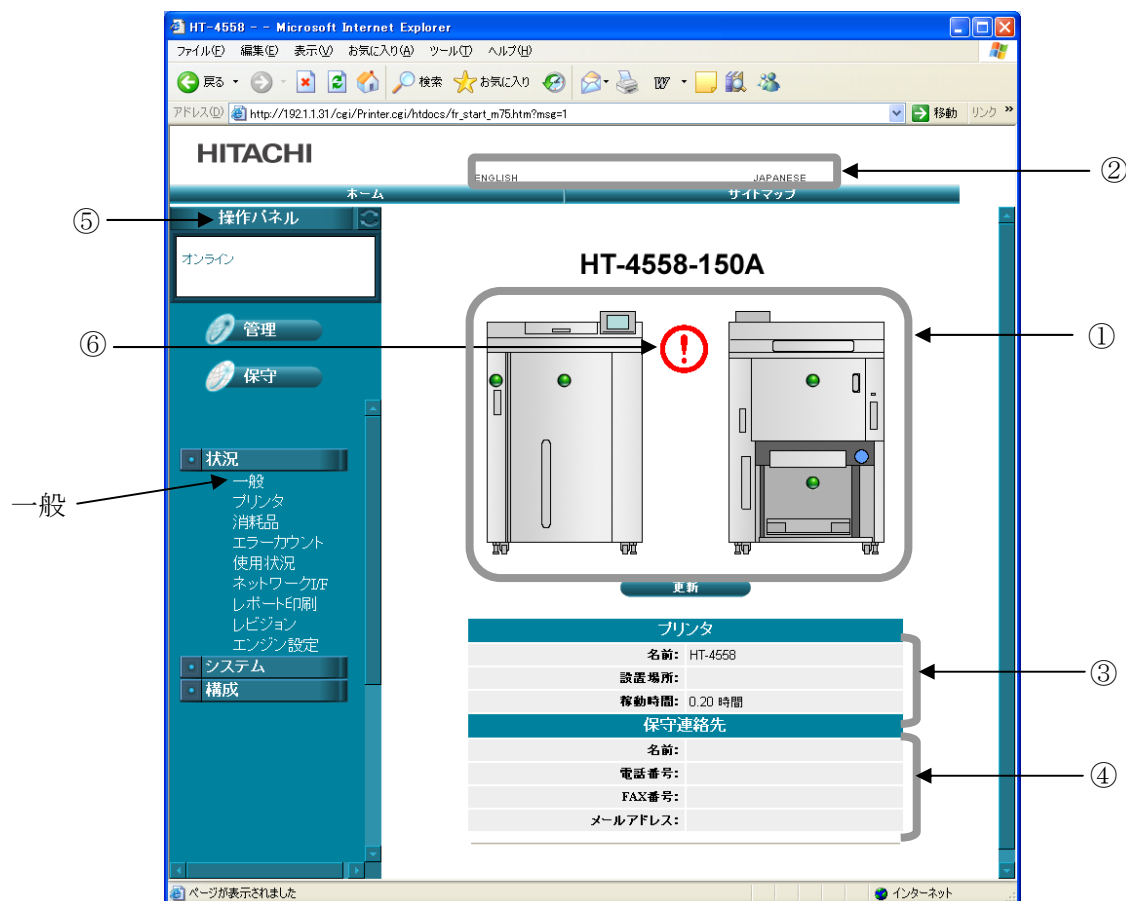 HT-4558 - - Microsoft Internet Explorer
ファイル(F) 編集(E) 表示(V) お気に入り(A) ツール(T) ヘルプ(H)
戻る 検索 お気に入り
アドレス(D) http://192.1.1.31/cgi/Printer.cgi/htdocs/fr_start_m75.htm?msg=1 移動 リンク »
HITACHI
ENGLISH JAPANESE
②
ホーム サイトマップ
⑤
操作パネル
オンライン
HT-4558-150A
管理
⑥
!
①
保守
状況
一般
一般
プリンタ
消耗品
エラーカウント
使用状況
ネットワークI/F
レポート印刷
レビジョン
エンジン設定
システム
構成
更新
プリンタ
名前: HT-4558
設置場所:
稼動時間: 0.20 時間
③
保守連絡先
名前:
電話番号:
FAX番号:
メールアドレス:
④
ページが表示されました インターネット